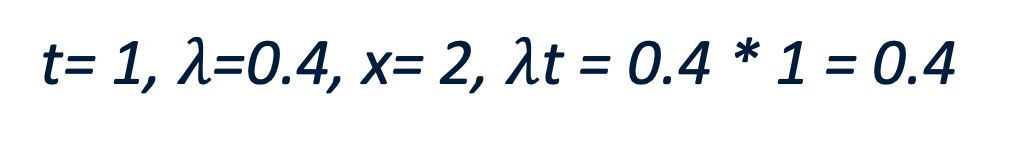 t= 1, λ=0.4, x= 2, λt = 0.4 * 1 = 0.4